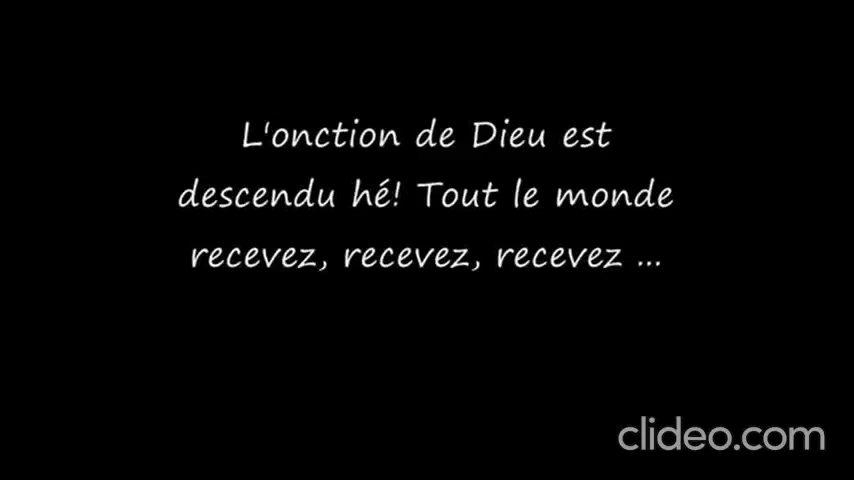 L'onction de Dieu est
descendu hé! Tout le monde
recevez, recevez, recevez ...
clideo.com